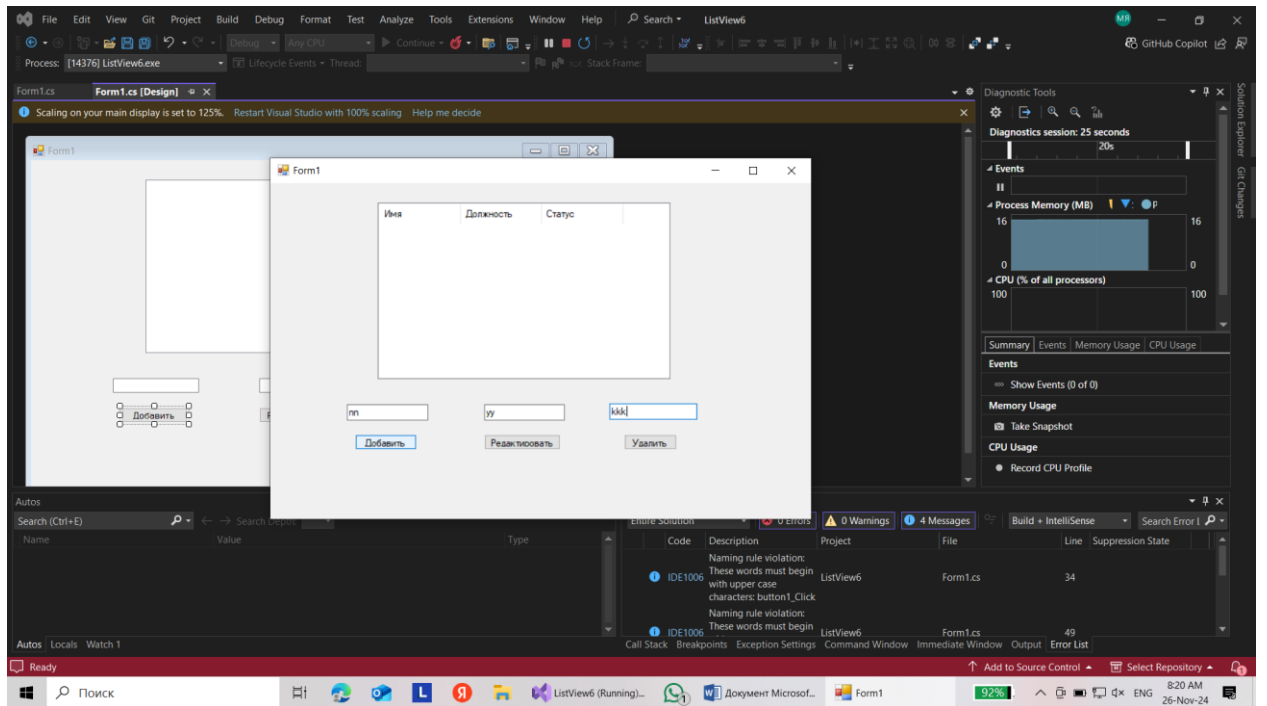 File Edit View Git Project Build Debug Format Test Analyze Tools Extensions Window Help Search ListView6 MЯ
Debug Any CPU Continue GitHub Copilot
Process: [14376] ListView6.exe Lifecycle Events Thread: Stack Frame:
Form1.cs Form1.cs [Design]
Scaling on your main display is set to 125%. Restart Visual Studio with 100% scaling Help me decide
Form1
Form1
Имя Должность Статус
nn yy kkk
Добавить Редактировать Удалить
Добавить
Diagnostic Tools
Diagnostics session: 25 seconds
20s
Events
Process Memory (MB) P
16 16
0 0
CPU (% of all processors)
100 100
Summary Events Memory Usage CPU Usage
Events
Show Events (0 of 0)
Memory Usage
Take Snapshot
CPU Usage
Record CPU Profile
Solution Explorer
Git Changes
Autos
Search (Ctrl+E) Search Depth:
Name Value Type
Autos Locals Watch 1
Entire Solution 0 Errors 0 Warnings 4 Messages Build + IntelliSense Search Error L
Code Description Project File Line Suppression State
IDE1006 Naming rule violation: These words must begin with upper case characters: button1_Click ListView6 Form1.cs 34
IDE1006 Naming rule violation: These words must begin ListView6 Form1.cs 49
Call Stack Breakpoints Exception Settings Command Window Immediate Window Output Error List
Ready Add to Source Control Select Repository
Поиск L Я ListView6 (Running)... 1 Документ Microsof... Form1 92% ENG 8:20 AM
26-Nov-24